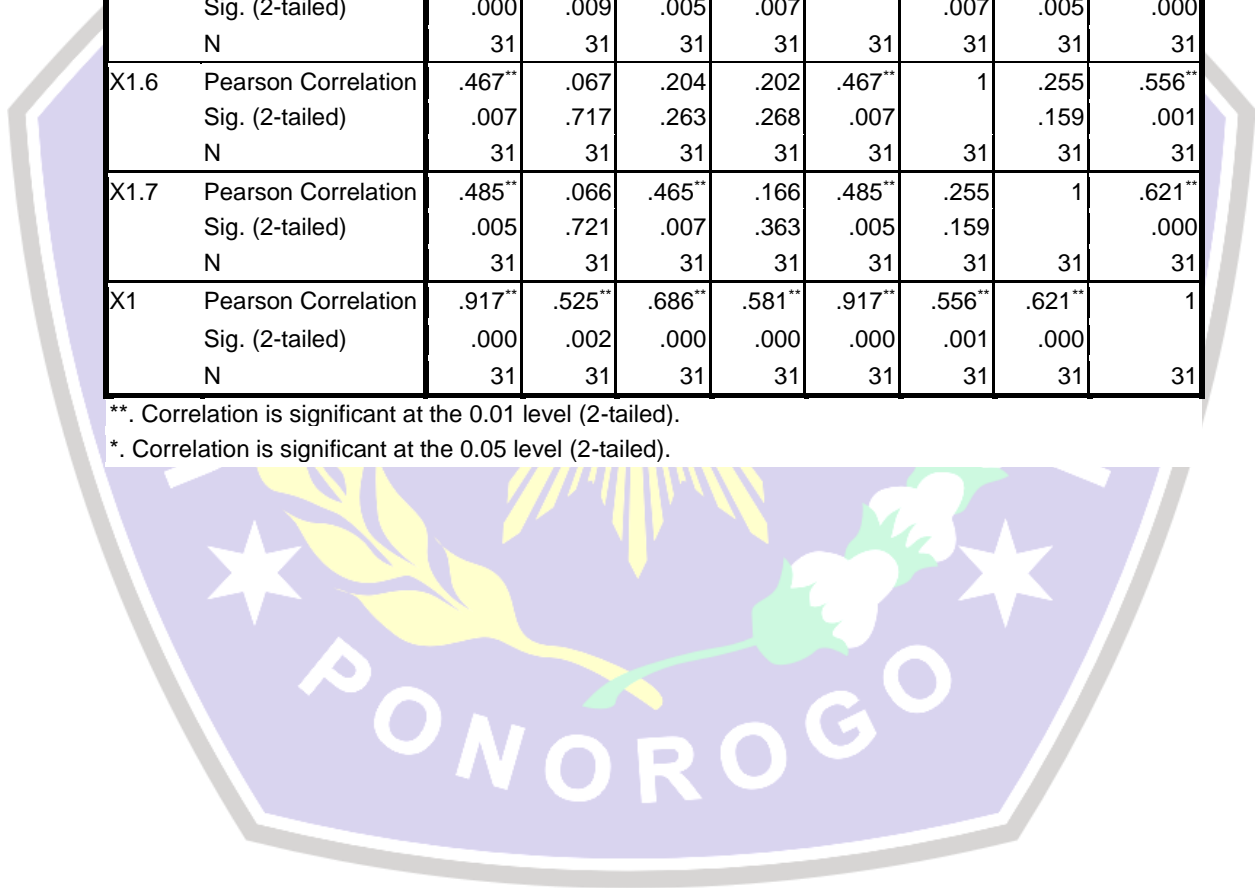 Sig. (2-tailed) .000 .009 .005 .007 .007 .005 .000
N 31 31 31 31 31 31 31 31
X1.6 Pearson Correlation .467** .067 .204 .202 .467** 1 .255 .556**
Sig. (2-tailed) .007 .717 .263 .268 .007 .159 .001
N 31 31 31 31 31 31 31 31
X1.7 Pearson Correlation .485** .066 .465** .166 .485** .255 1 .621**
Sig. (2-tailed) .005 .721 .007 .363 .005 .159 .000
N 31 31 31 31 31 31 31 31
X1 Pearson Correlation .917** .525** .686** .581** .917** .556** .621** 1
Sig. (2-tailed) .000 .002 .000 .000 .000 .001 .000
N 31 31 31 31 31 31 31 31
**. Correlation is significant at the 0.01 level (2-tailed).
*. Correlation is significant at the 0.05 level (2-tailed).
PONOROGO